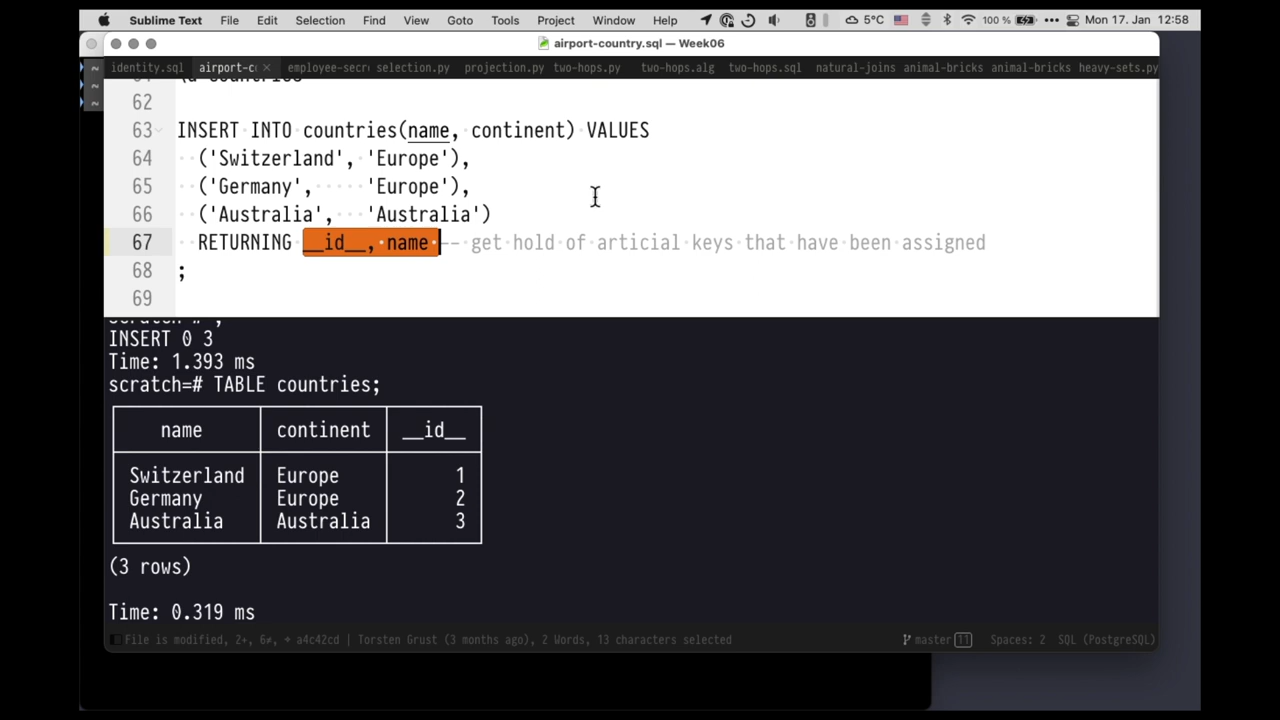 Sublime Text File Edit Selection Find View Goto Tools Project Window Help 5°C 100 % Mon 17. Jan 12:58
airport-country.sql — Week06
identity.sql airport-c × employee-secr selection.py projection.py two-hops.py two-hops.alg two-hops.sql natural-joins animal-bricks animal-bricks heavy-sets.py
62
63 INSERT INTO countries(name, continent) VALUES
64 ('Switzerland', 'Europe'),
65 ('Germany', 'Europe'),
66 ('Australia', 'Australia')
67 RETURNING __id__, name -- get hold of articial keys that have been assigned
68 ;
69
INSERT 0 3
Time: 1.393 ms
scratch=# TABLE countries;
name continent __id__
Switzerland Europe 1
Germany Europe 2
Australia Australia 3
(3 rows)
Time: 0.319 ms
File is modified, 2+, 6≠, + a4c42cd | Torsten Grust (3 months ago), 2 Words, 13 characters selected master 11 Spaces: 2 SQL (PostgreSQL)